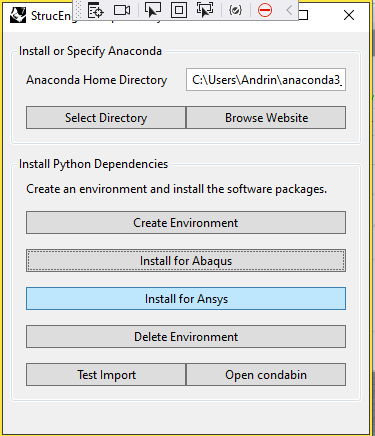 StrucEng
Install or Specify Anaconda
Anaconda Home Directory C:\Users\Andrin\anaconda3_
Select Directory Browse Website
Install Python Dependencies
Create an environment and install the software packages.
Create Environment
Install for Abaqus
Install for Ansys
Delete Environment
Test Import Open condabin